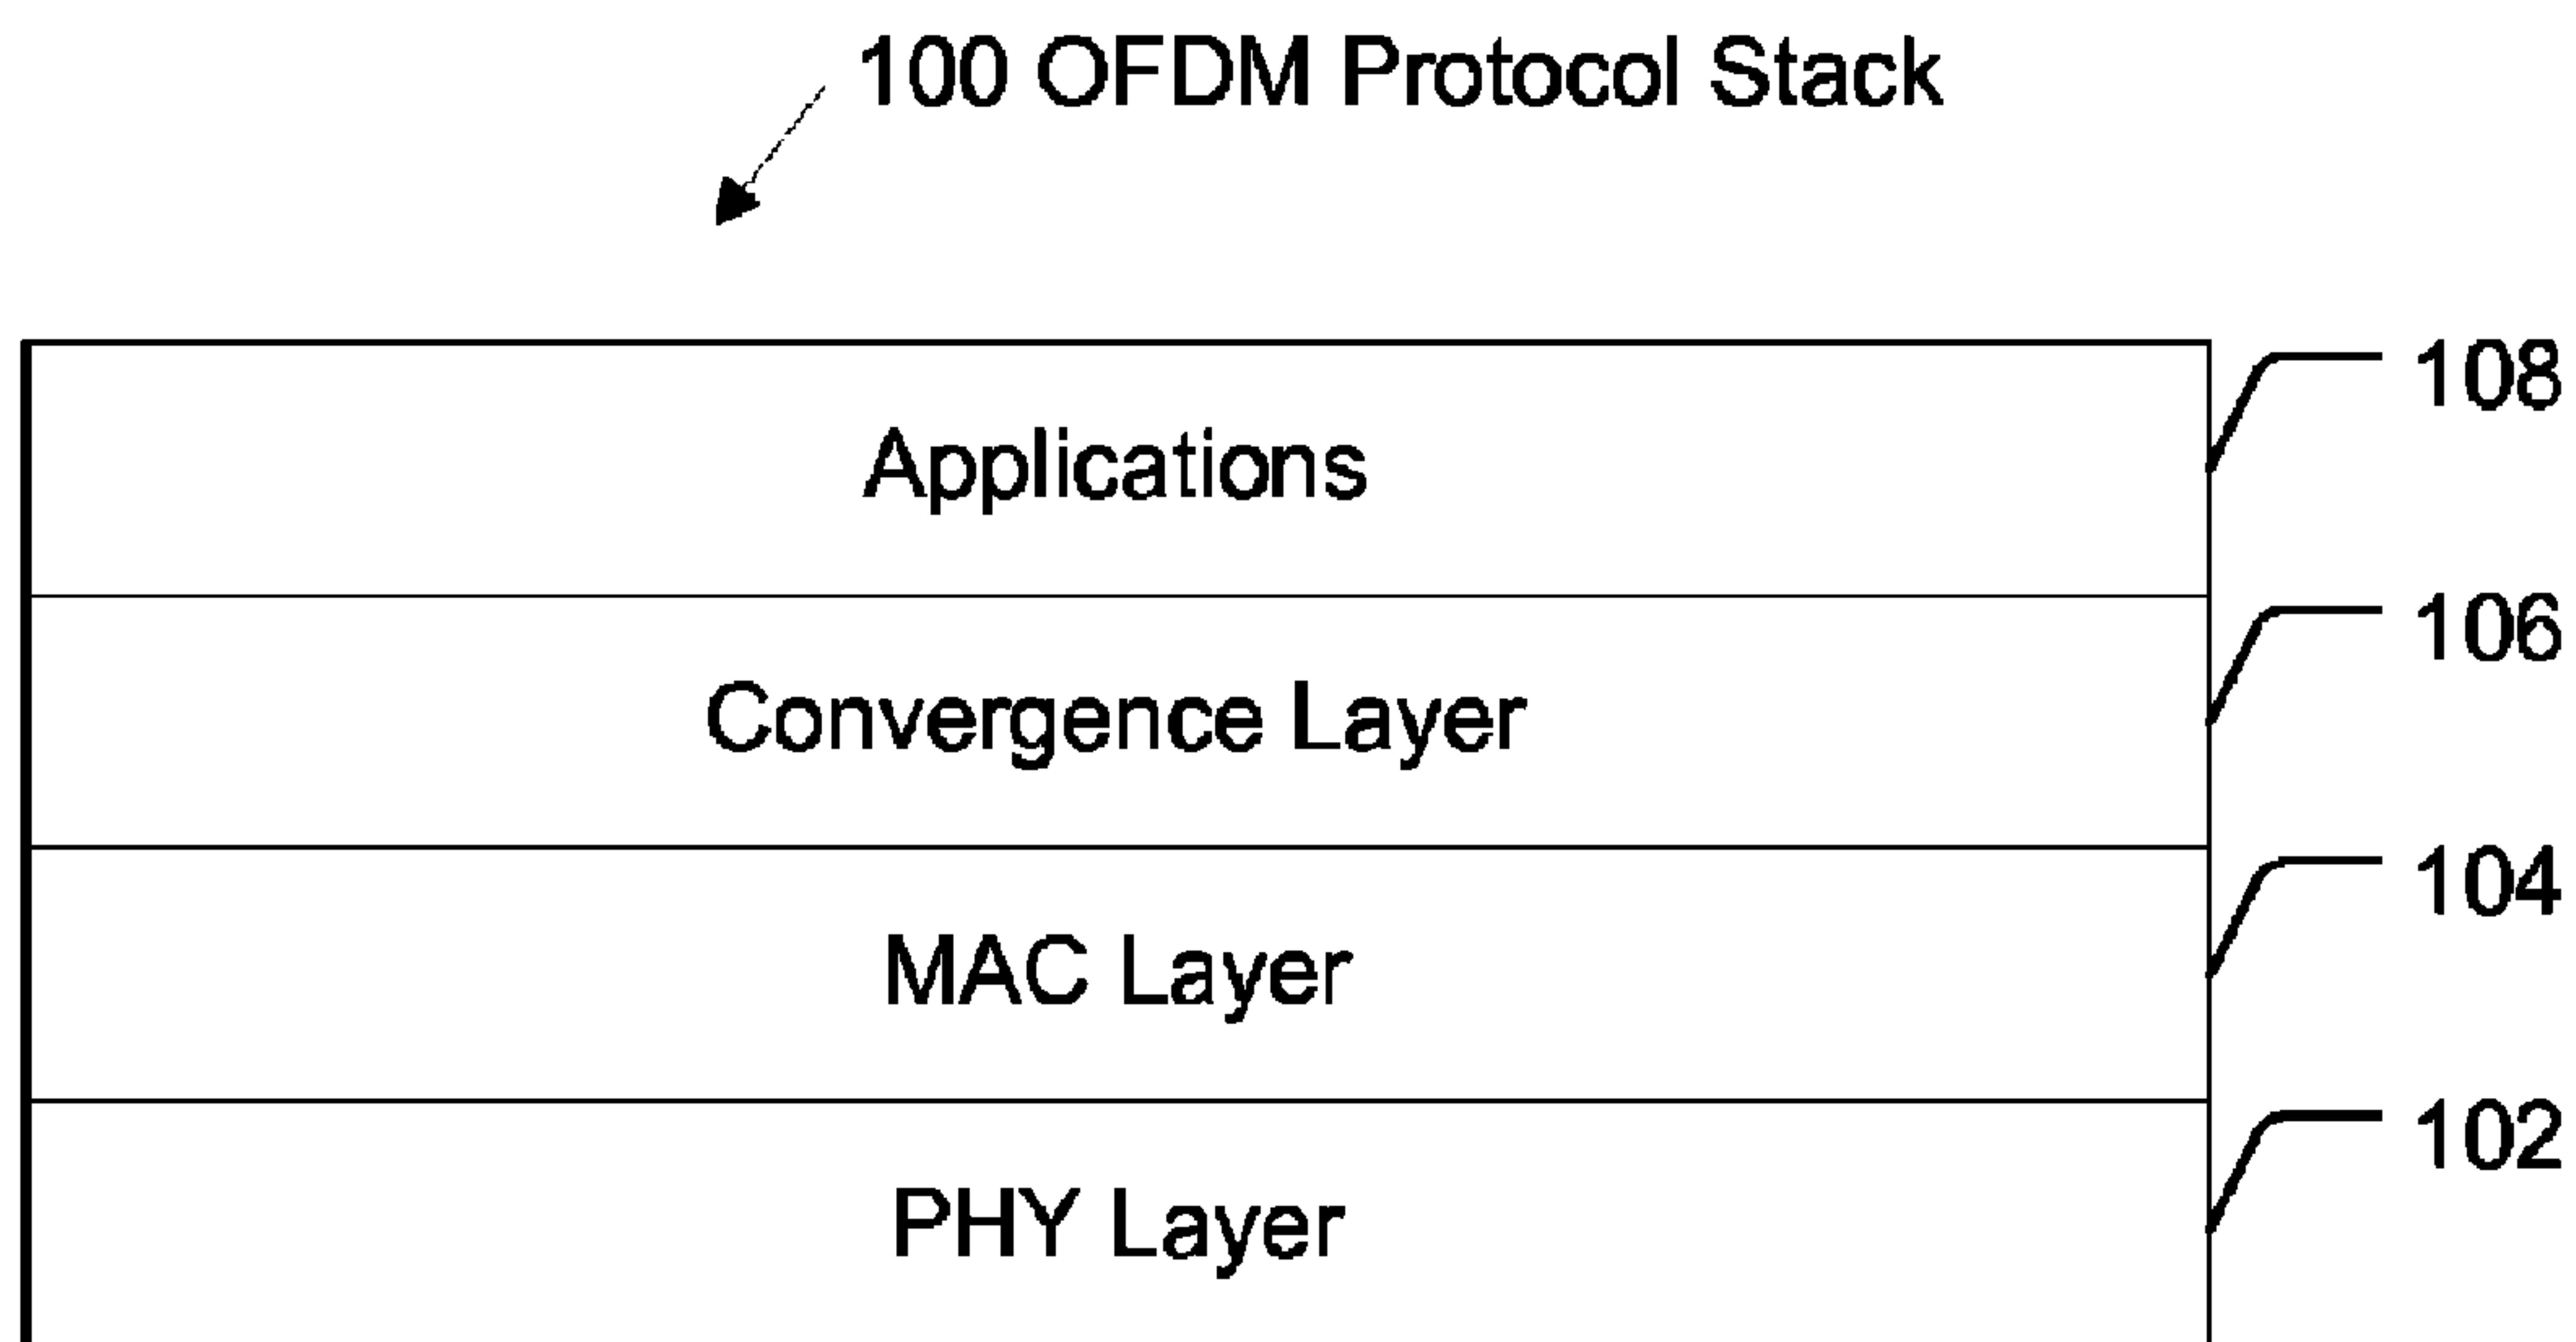 100 OFDM Protocol Stack
Applications
108
Convergence Layer
106
MAC Layer
104
PHY Layer
102